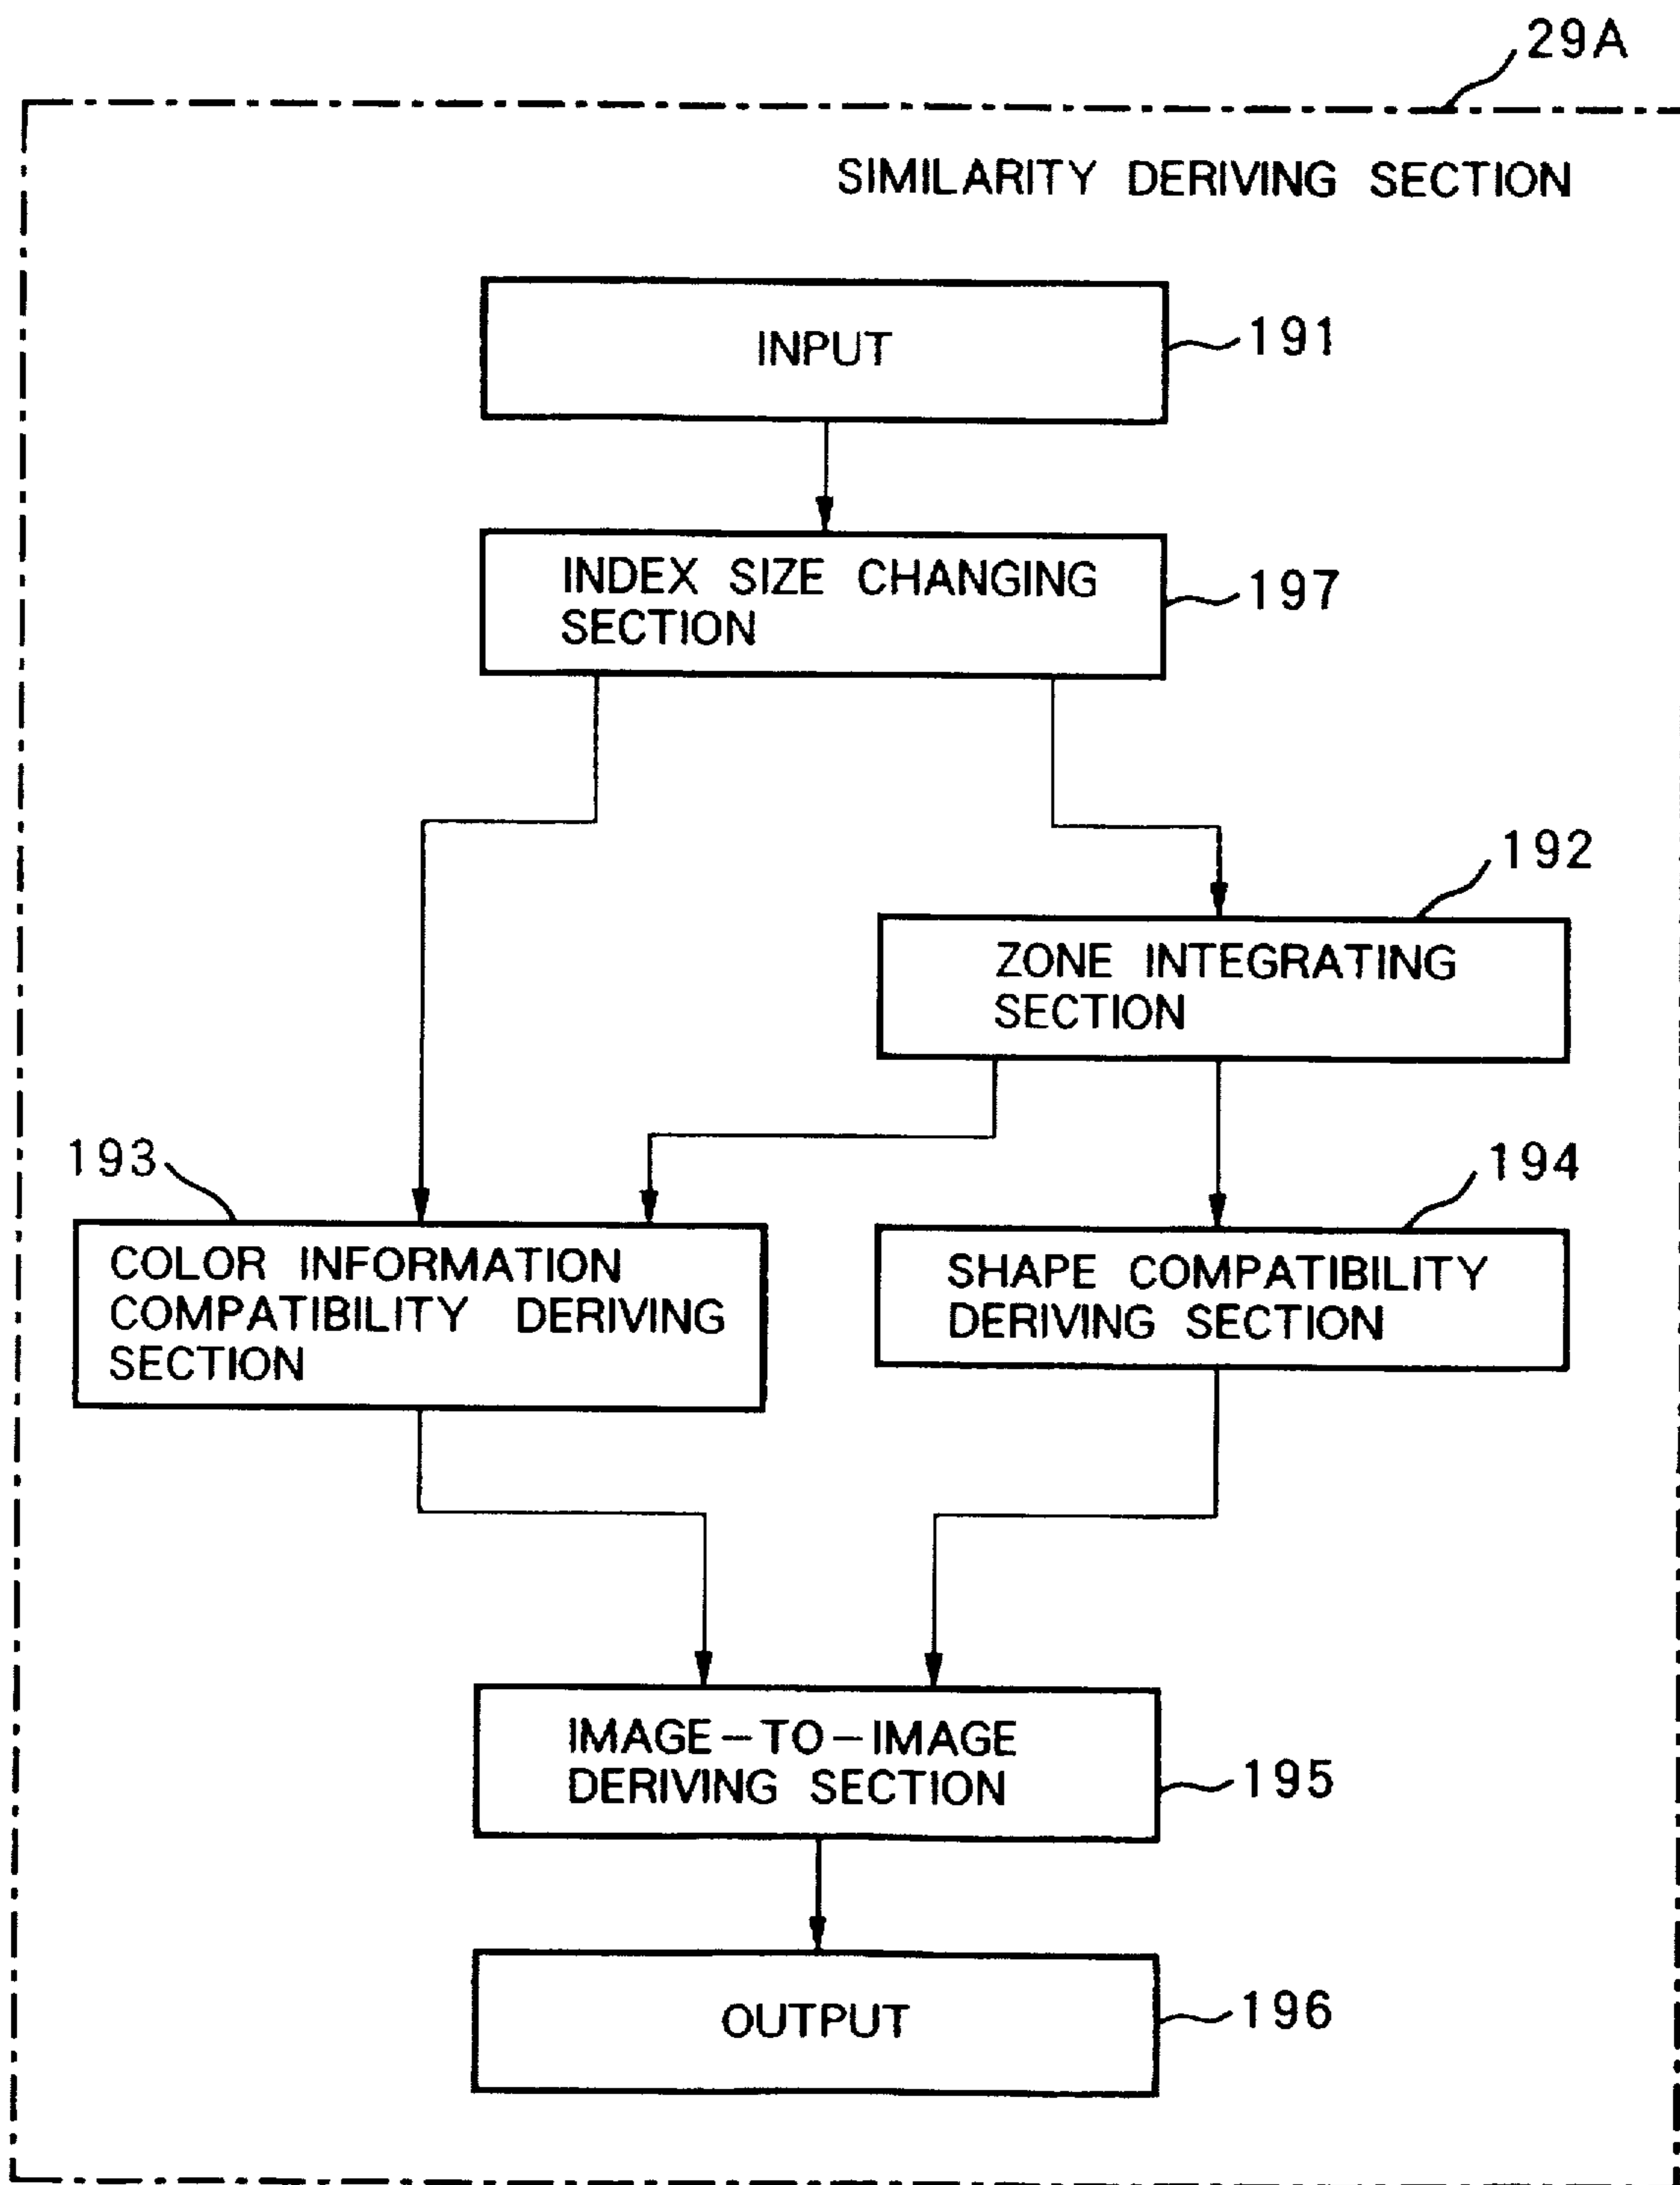 29A
SIMILARITY DERIVING SECTION
INPUT
191
INDEX SIZE CHANGING
SECTION
197
192
ZONE INTEGRATING
SECTION
193
194
COLOR INFORMATION
COMPATIBILITY DERIVING
SECTION
SHAPE COMPATIBILITY
DERIVING SECTION
IMAGE-TO-IMAGE
DERIVING SECTION
195
OUTPUT
196